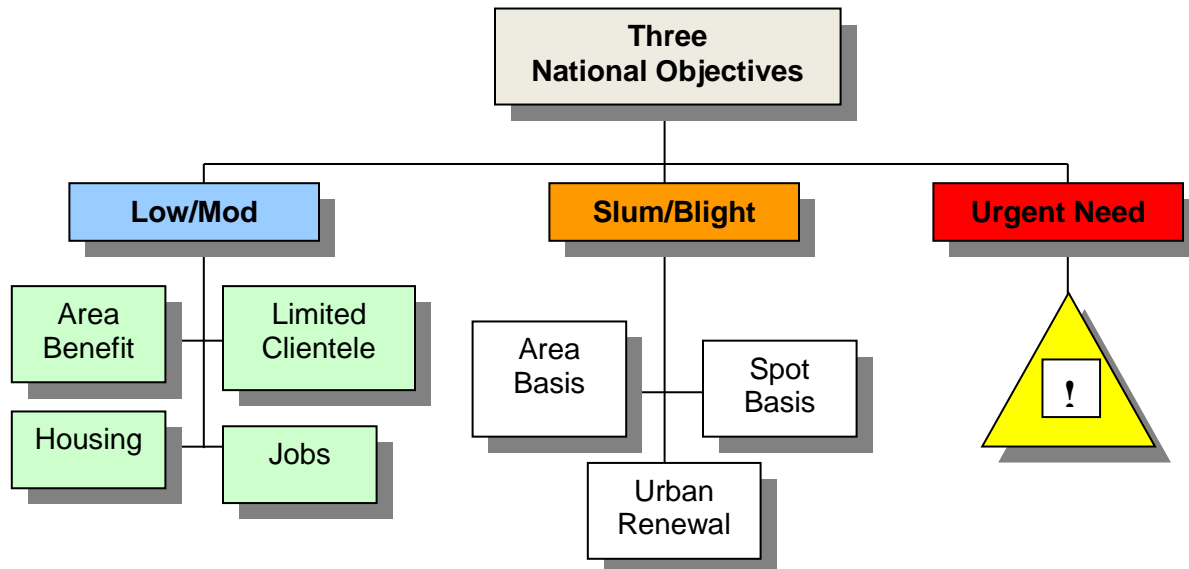 Three
National Objectives
Low/Mod
Slum/Blight
Urgent Need
Area
Benefit
Limited
Clientele
Housing
Jobs
Area
Basis
Spot
Basis
Urban
Renewal
!